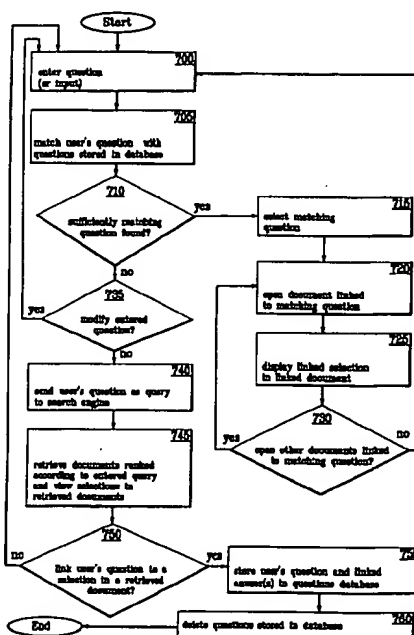 Start
700
enter question
(or input)
705
match user's question with
questions stored in database
710
sufficiently matching
question found?
yes
no
715
select matching
question
720
open document linked
to matching question
725
display linked selection
in linked document
730
open other documents linked
to matching question?
yes
no
735
modify entered
question?
yes
no
740
send user's question as query
to search engine
745
retrieve documents ranked
according to entered query
and view selections in
retrieved documents
750
link user's question to a
selection in a retrieved
document?
no
yes
store user's question and linked
answer(s) in questions database
760
delete questions stored in database
End